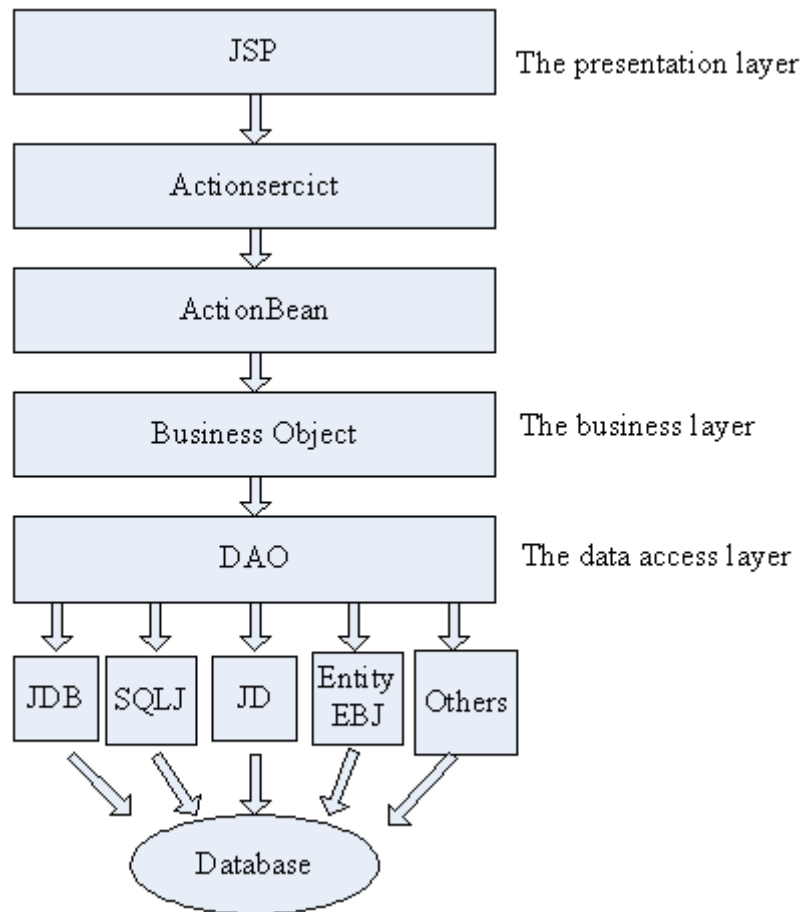 JSP
The presentation layer
Actionsercict
ActionBean
Business Object
The business layer
DAO
The data access layer
JDB
SQLJ
JD
Entity
EBJ
Others
Database